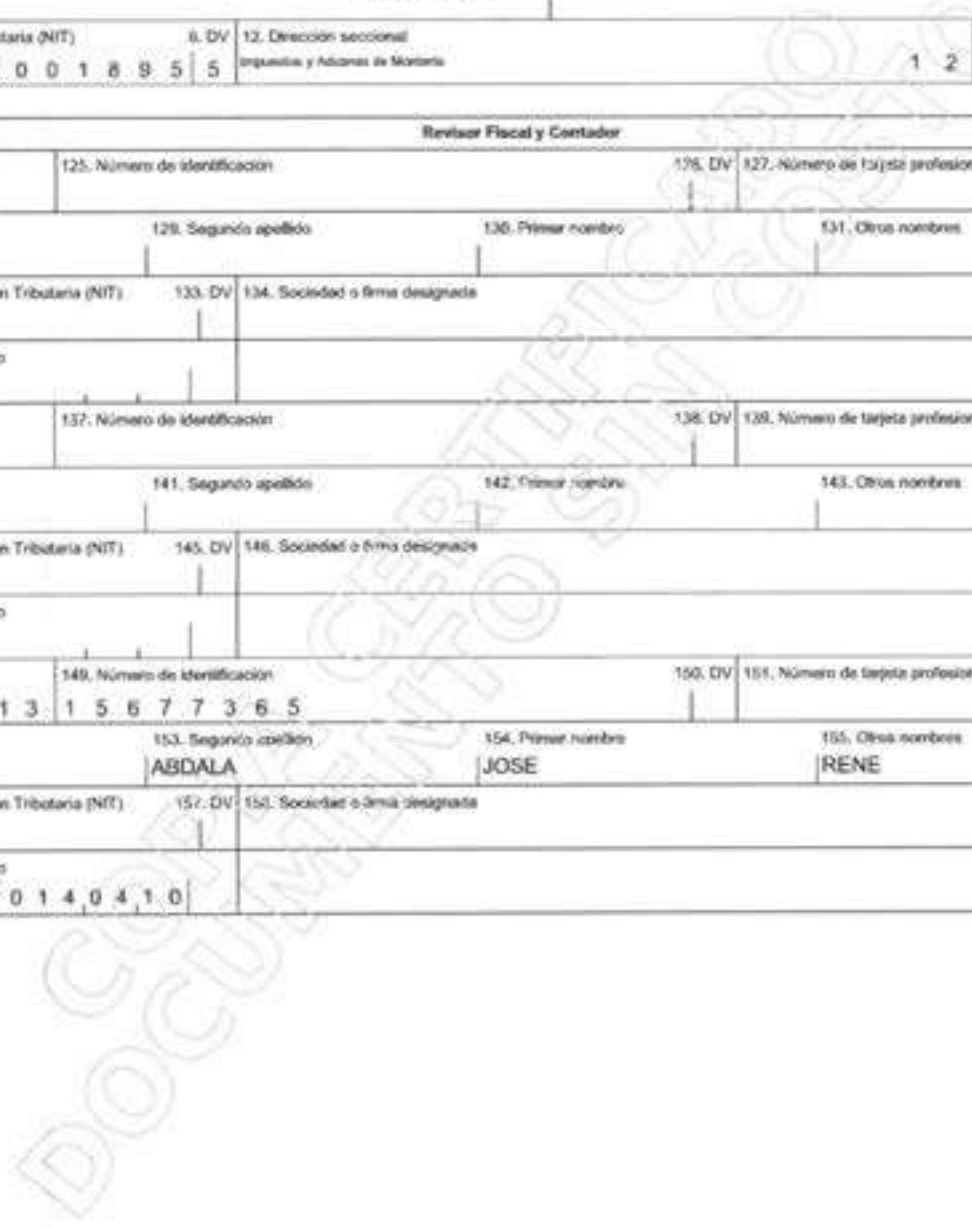 taria (NIT) 6. DV 12. Dirección seccional
0 0 1 8 9 5 5 Impuestos y Aduanas de Montería 1 2
Revisor Fiscal y Contador
125. Número de identificación 126. DV 127. Número de tarjeta profesion
129. Segundo apellido 130. Primer nombre 131. Otros nombres
n Tributaria (NIT) 133. DV 134. Sociedad o firma designada
o
137. Número de identificación 138. DV 139. Número de tarjeta profesion
141. Segundo apellido 142. Primer nombre 143. Otros nombres
n Tributaria (NIT) 145. DV 146. Sociedad o firma designada
o
149. Número de identificación 150. DV 151. Número de tarjeta profesion
1 3 1 5 6 7 7 3 6 5
153. Segundo apellido 154. Primer nombre 155. Otros nombres
ABDALA JOSE RENE
n Tributaria (NIT) 157. DV 158. Sociedad o firma designada
o
0 1 4 0 4 1 0
COPIA CERTIFICADO
DOCUMENTO SIN COSTO